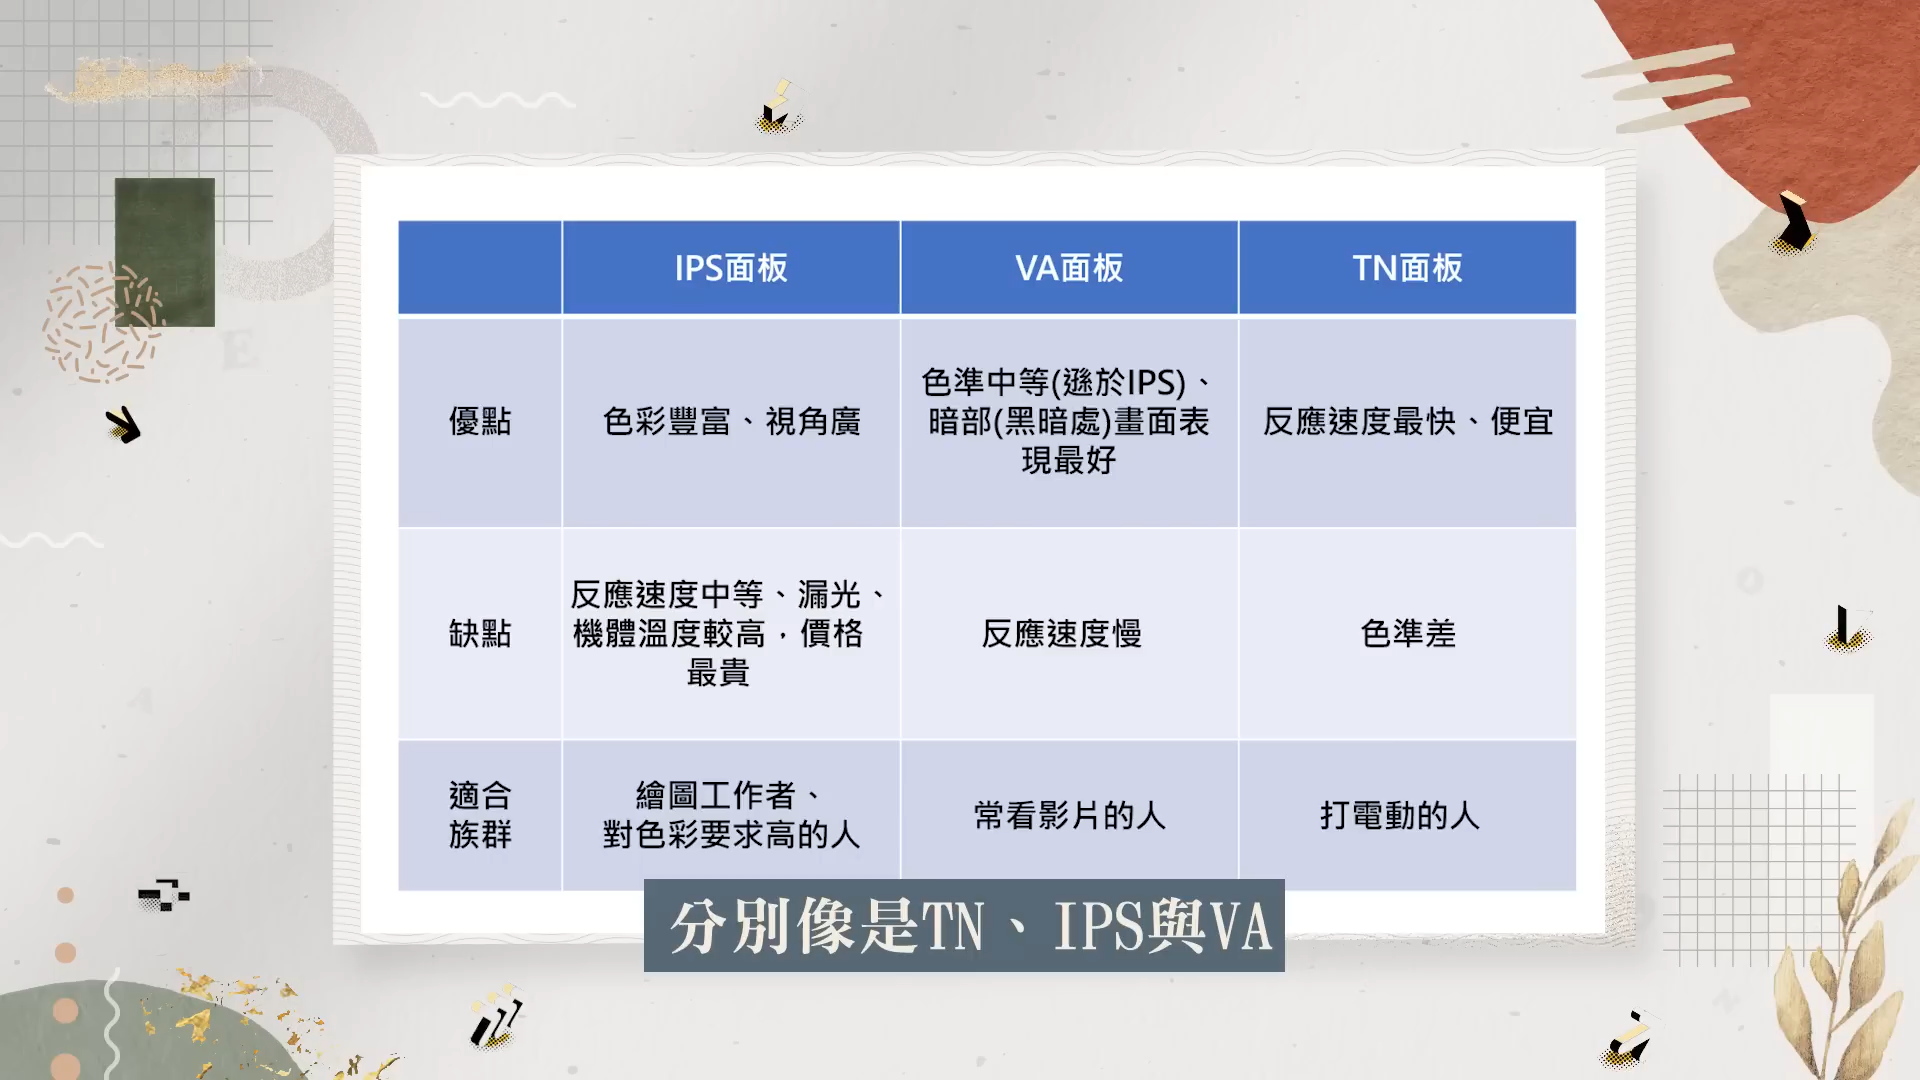 IPS面板
VA面板
TN面板
優點
色彩豐富、視角廣
色準中等(遜於IPS)、
暗部(黑暗處)畫面表
現最好
反應速度最快、便宜
缺點
反應速度中等、漏光、
機體溫度較高，價格
最貴
反應速度慢
色準差
適合
族群
繪圖工作者、
對色彩要求高的人
常看影片的人
打電動的人
分別像是TN、IPS與VA